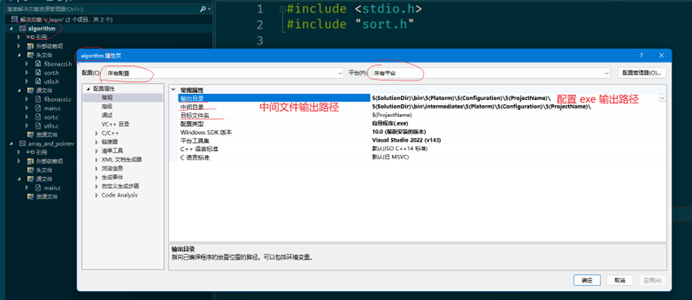 搜索解决方案资源管理器(Ctrl+;)
解决方案 'c_learn' (2 个项目，共 2 个)
algorithm
引用
外部依赖项
头文件
fibonacci.h
sort.h
utils.h
源文件
fibonacci.c
main.c
sort.c
utils.c
资源文件
array_and_pointer
引用
外部依赖项
头文件
源文件
main.c
资源文件
1 #include <stdio.h>
2 #include "sort.h"
3
algorithm 属性页
配置(C): 所有配置
平台(P): 所有平台
配置管理器(O)...
配置属性
常规
高级
调试
VC++ 目录
C/C++
链接器
清单工具
XML 文档生成器
浏览信息
生成事件
自定义生成步骤
Code Analysis
常规属性
输出目录 $(SolutionDir)\bin\$(Platorm)\$(Configuration)\$(ProjectName)\
配置 exe 输出路径
中间目录 $(SolutionDir)\bin\intermediates\$(Platorm)\$(Configuration)\$(ProjectName)\
中间文件输出路径
目标文件名 $(ProjectName)
配置类型 应用程序(.exe)
Windows SDK 版本 10.0 (最新安装的版本)
平台工具集 Visual Studio 2022 (v143)
C++ 语言标准 默认(ISO C++14 标准)
C 语言标准 默认(旧 MSVC)
输出目录
指向已编译程序的放置位置的路径。可以包括环境变量。
确定
取消
应用(A)